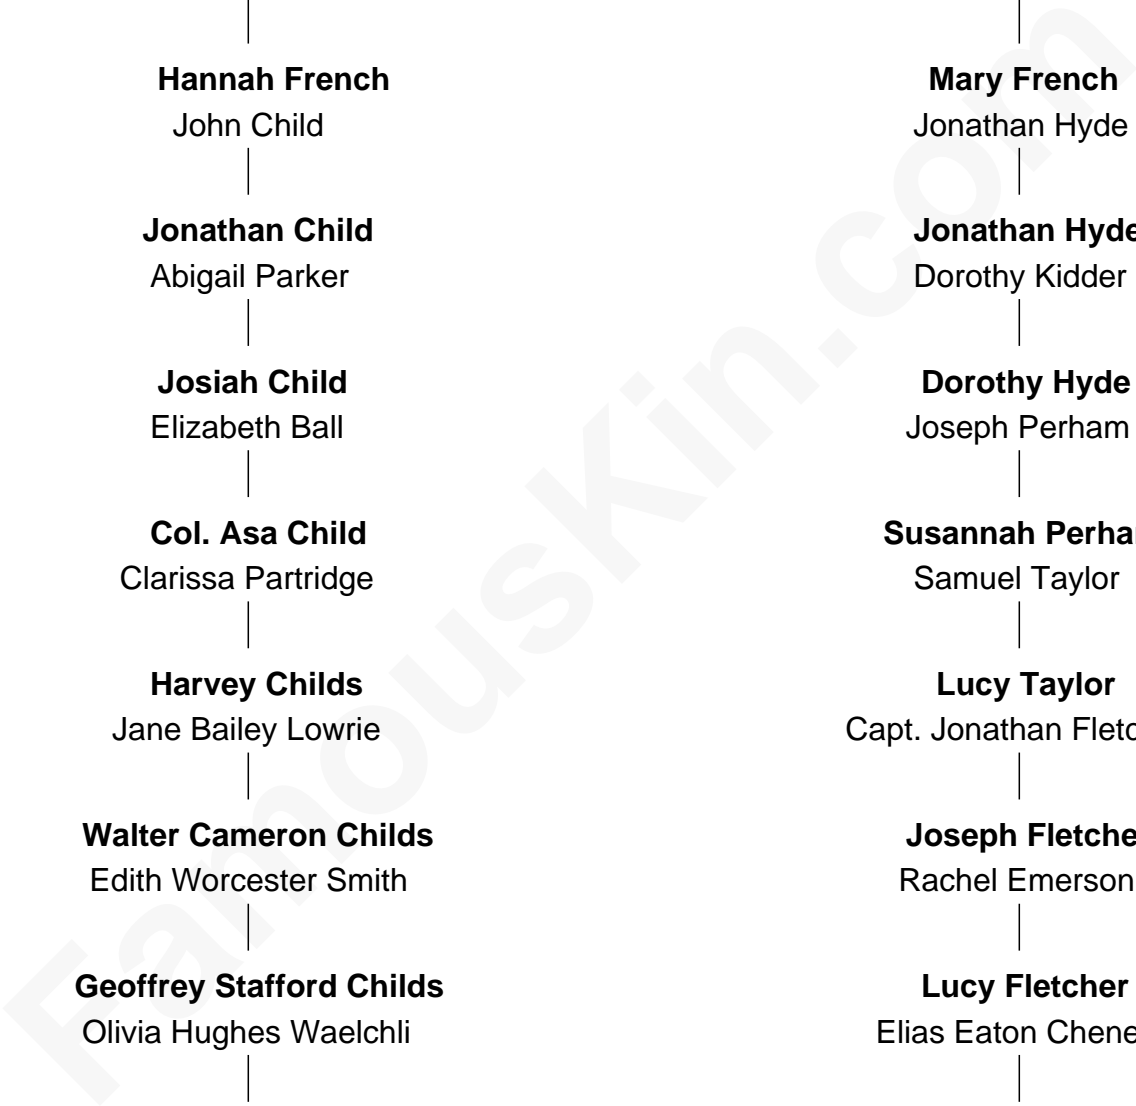 Hannah French
John Child
Jonathan Child
Abigail Parker
Josiah Child
Elizabeth Ball
Col. Asa Child
Clarissa Partridge
Harvey Childs
Jane Bailey Lowrie
Walter Cameron Childs
Edith Worcester Smith
Geoffrey Stafford Childs
Olivia Hughes Waelchli
Mary French
Jonathan Hyde
Jonathan Hyde
Dorothy Kidder
Dorothy Hyde
Joseph Perham
Susannah
Samuel Taylor
Lucy Taylor
Capt. Jonathan
Joseph
Rachel Emerson
Lucy Fletcher
Elias Eaton
FamousKin.com